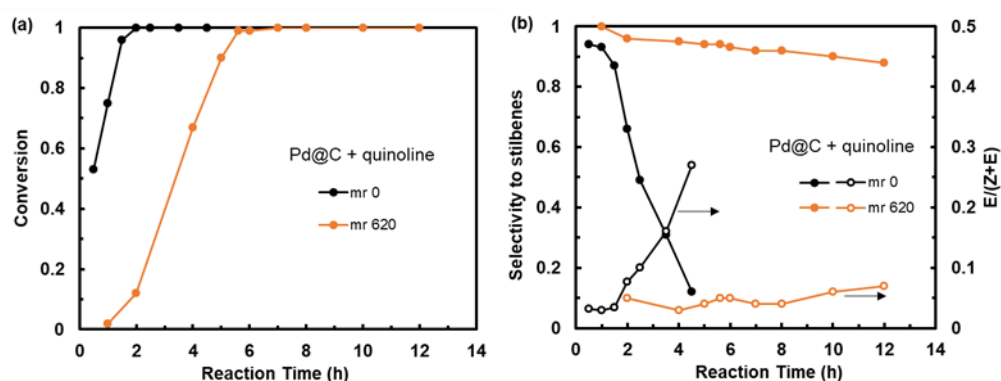 (a)
1
0.8
0.6
0.4
0.2
0
Conversion
Pd@C + quinoline
mr 0
mr 620
0 2 4 6 8 10 12 14
Reaction Time (h)
(b)
1
0.8
0.6
0.4
0.2
0
Selectivity to stilbenes
Pd@C + quinoline
mr 0
mr 620
0.5
0.4
0.3
0.2
0.1
0
E/(Z+E)
0 2 4 6 8 10 12 14
Reaction Time (h)